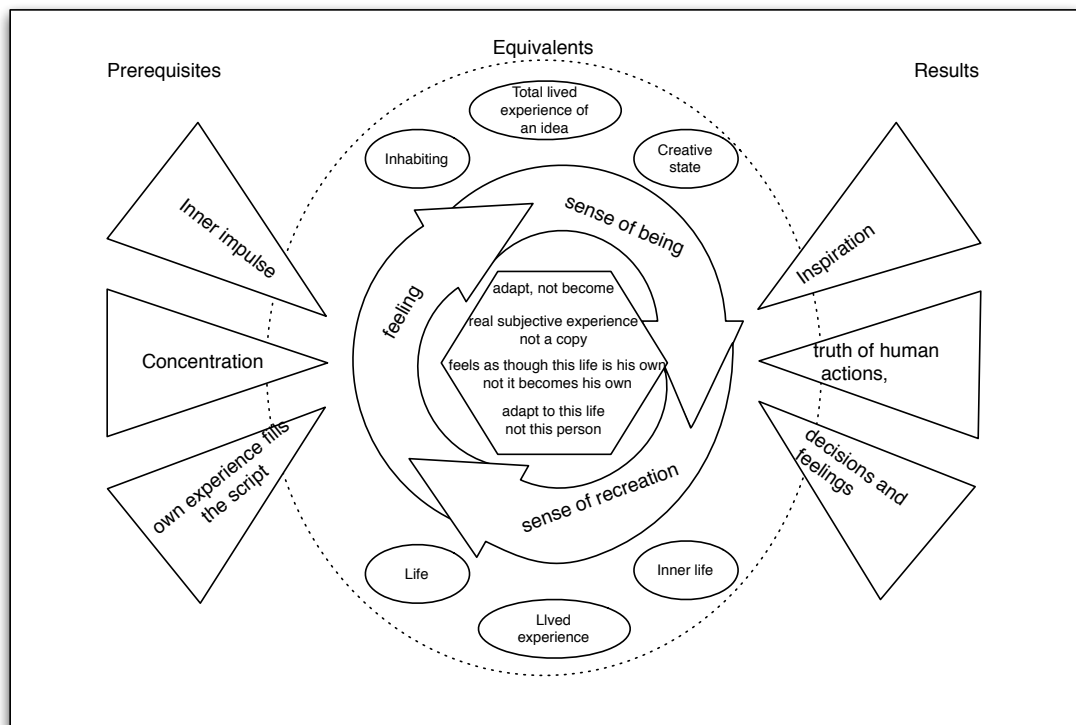 Equivalents
Prerequisites
Results
Total lived
experience of
an idea
Inhabiting
Creative
state
Inner impulse
Concentration
own experience fills
the script
feeling
sense of being
sense of recreation
adapt, not become
real subjective experience
not a copy
feels as though this life is his own
not it becomes his own
adapt to this life
not this person
Inspiration
truth of human
actions,
decisions and
feelings
Life
LIved
experience
Inner life